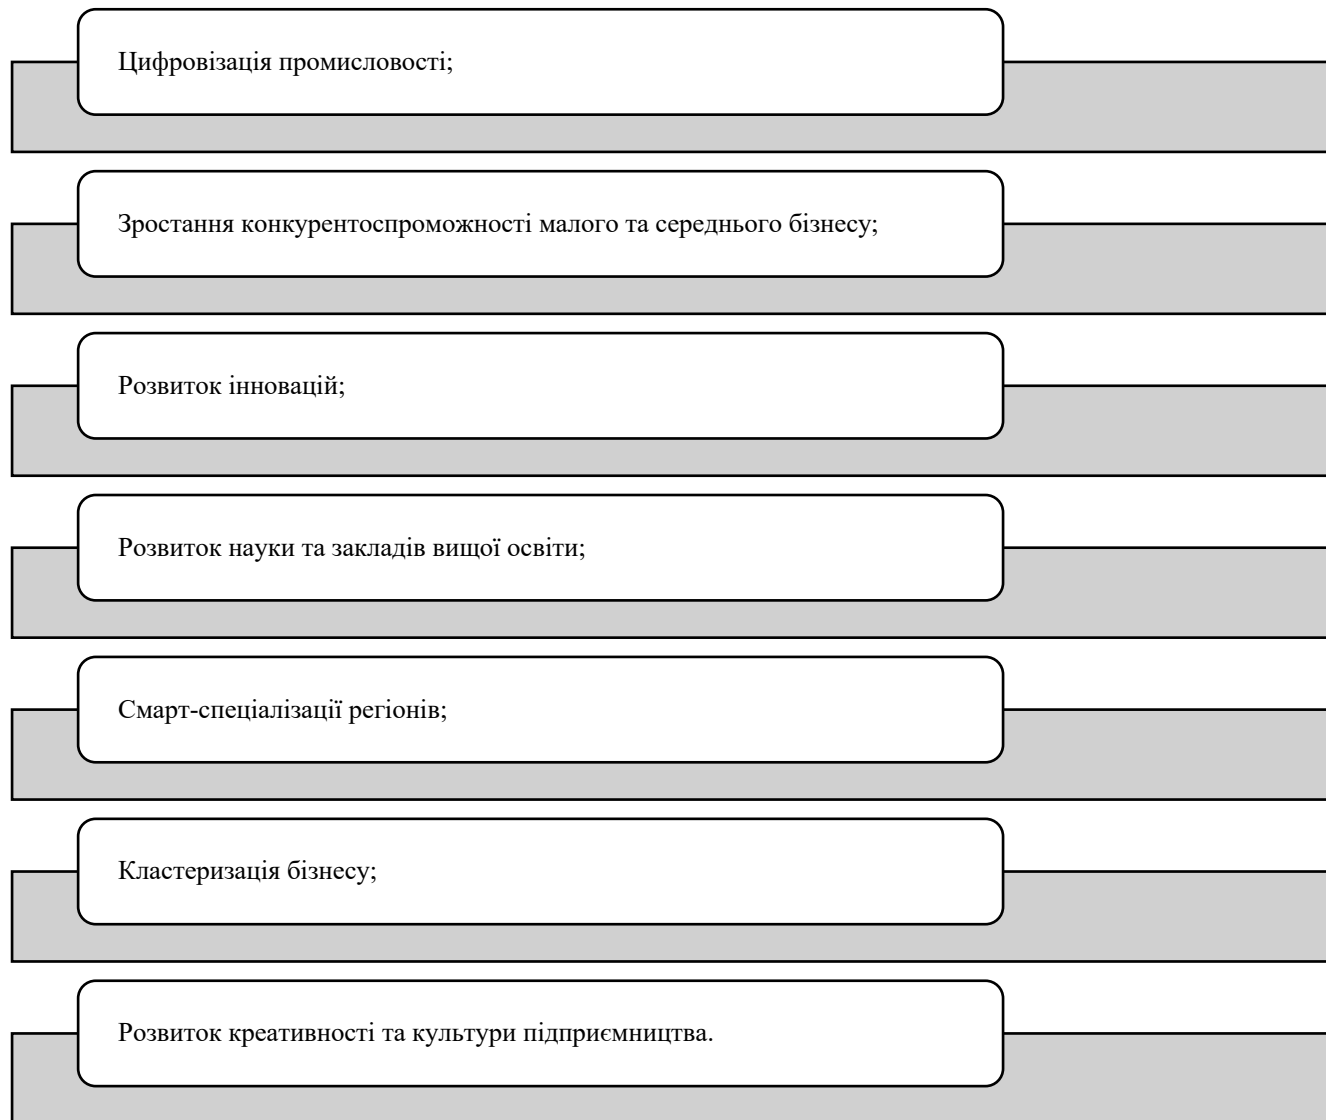 Цифровізація промисловості;
Зростання конкурентоспроможності малого та середнього бізнесу;
Розвиток інновацій;
Розвиток науки та закладів вищої освіти;
Смарт-спеціалізації регіонів;
Кластеризація бізнесу;
Розвиток креативності та культури підприємництва.